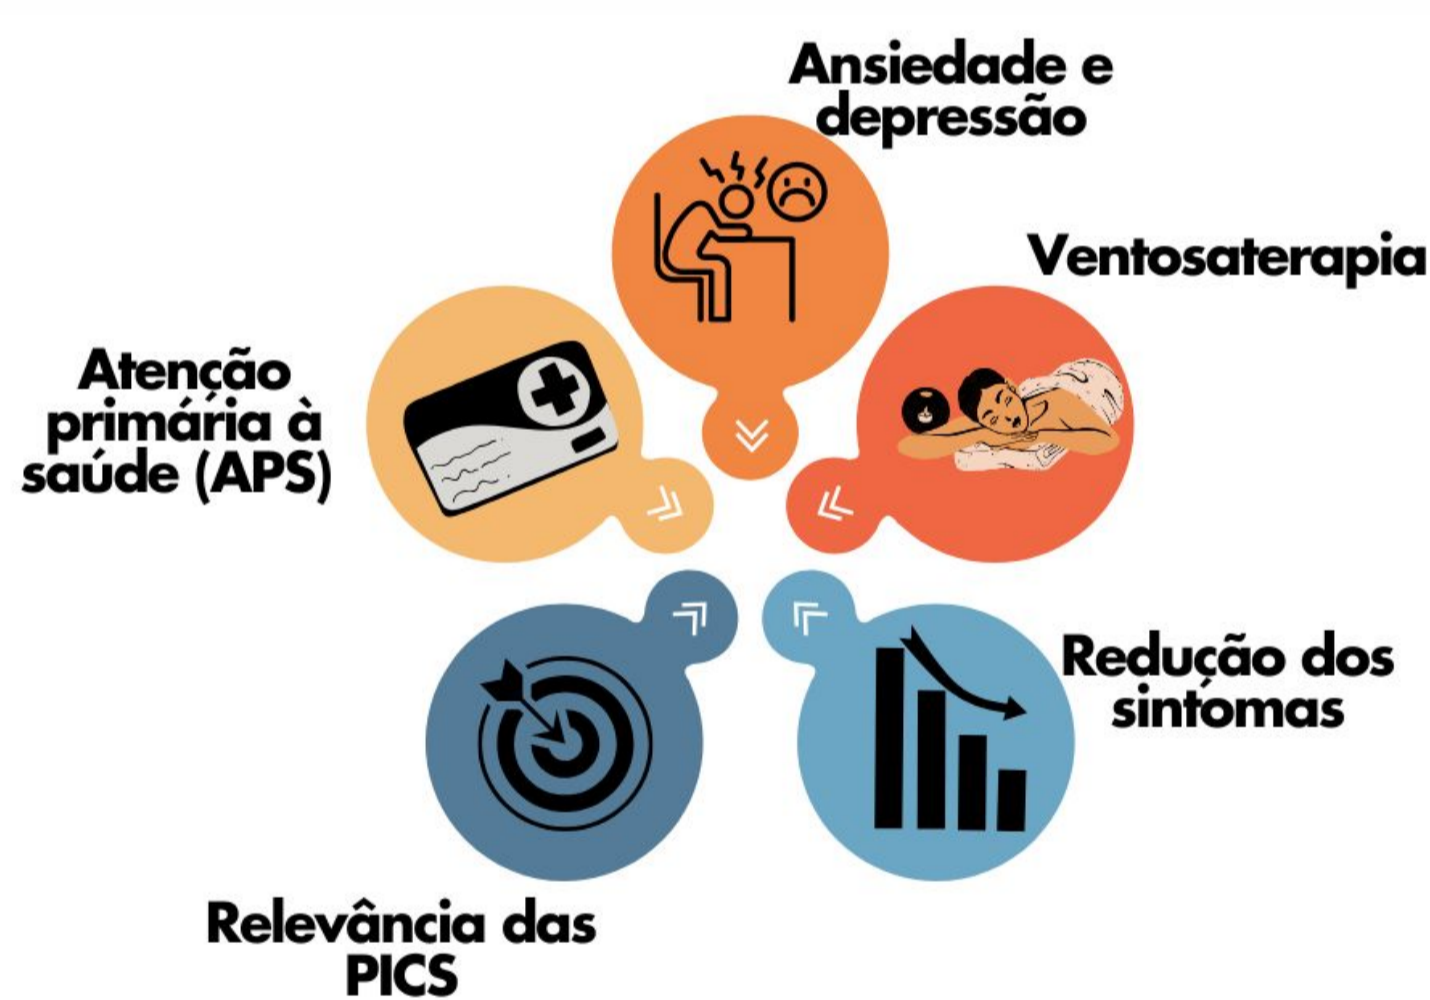 Ansiedade e
depressão
Ventosaterapia
Atenção
primária à
saúde (APS)
Redução dos
sintomas
Relevância das
PICS